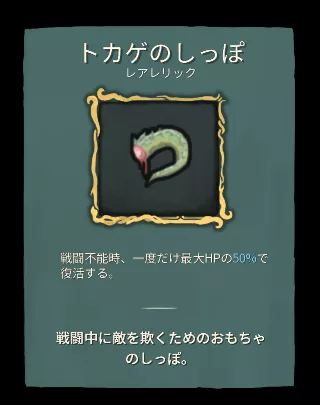 トカゲのしっぽ
レアレリック
戦闘不能時、一度だけ最大HPの50%で
復活する。
戦闘中に敵を欺くためのおもちゃ
のしっぽ。